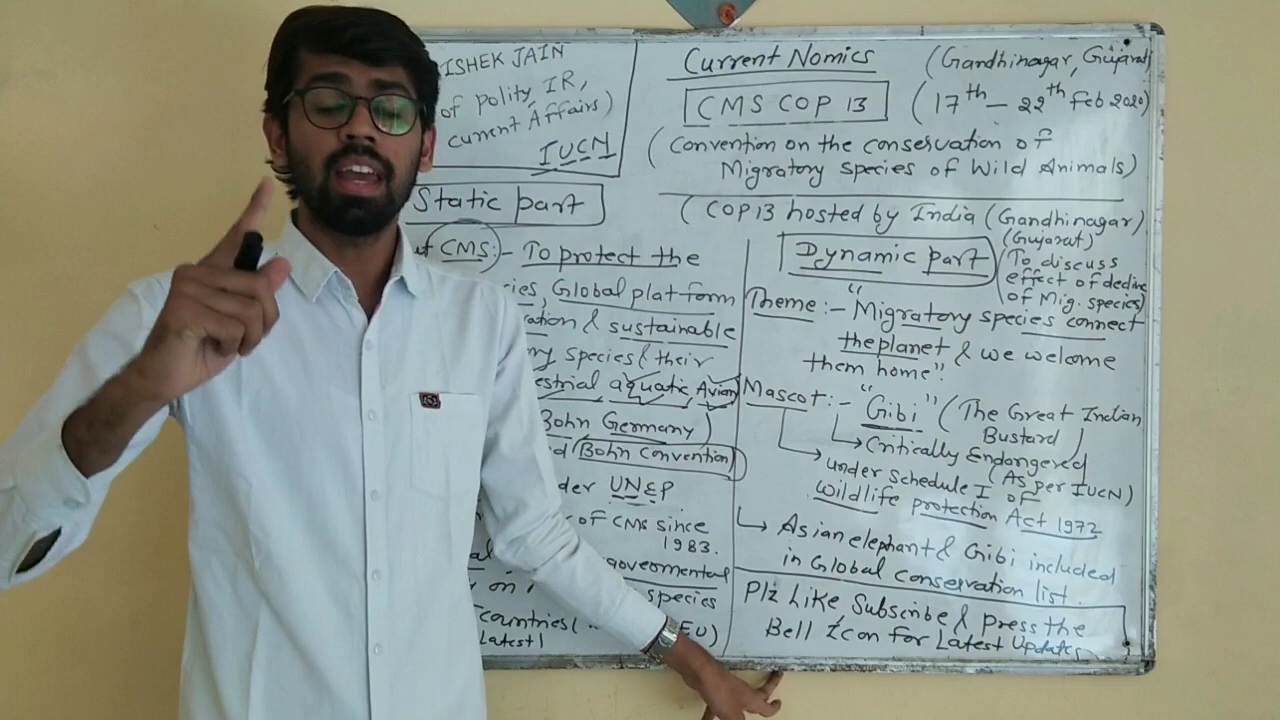 ISHEK JAIN
of polity, IR,
current Affairs)
IUCN
Static part
CMS:- To protect the
Global platform
& sustainable
species & their
aquatic, Avian
Bohn Germany)
(Bohn Convention)
UNEP
of CMS since
1983.
governmental
on
species
countries (
EU)
Latest)
Current Nomics
(Gandhinagar, Gujarat)
CMS COP 13
(17th - 22th Feb 2020)
(Convention on the conservation of
Migratory species of Wild Animals)
(COP13 hosted by India (Gandhinagar)
(Gujarat)
Dynamic part
(To discuss
effect of decline
of Mig. species)
Theme:- "Migratory species connect
the planet & we welcome
them home".
Mascot:- "Gibi" (The Great Indian
Bustard)
Critically Endangered
(As per IUCN)
under schedule I of
Wildlife protection Act 1972
Asian elephant & Gibi included
in Global conservation list.
Plz Like Subscribe & press the
Bell Icon for Latest Updates